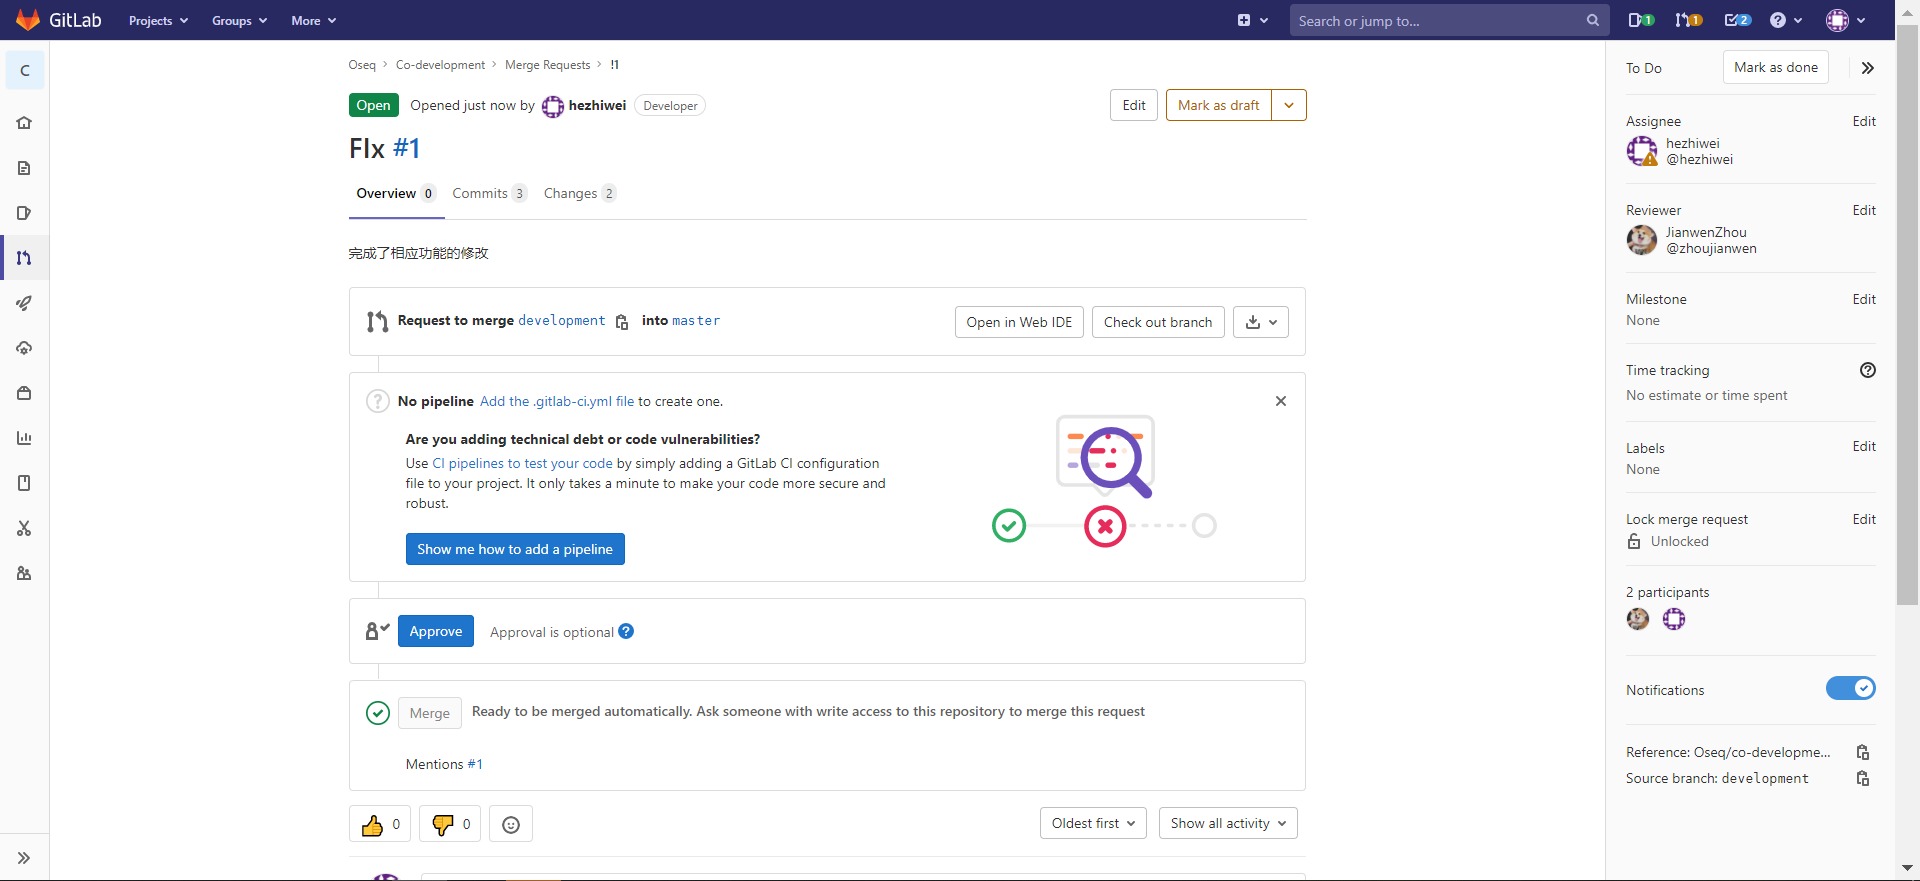 GitLab Projects Groups More Search or jump to... 1 1 2
C
Oseq > Co-development > Merge Requests > !1
Open Opened just now by hezhiwei Developer Edit Mark as draft
FIx #1
Overview 0 Commits 3 Changes 2
完成了相应功能的修改
Request to merge development into master Open in Web IDE Check out branch
No pipeline Add the .gitlab-ci.yml file to create one.
Are you adding technical debt or code vulnerabilities?
Use CI pipelines to test your code by simply adding a GitLab CI configuration
file to your project. It only takes a minute to make your code more secure and
robust.
Show me how to add a pipeline
Approve Approval is optional
Merge Ready to be merged automatically. Ask someone with write access to this repository to merge this request
Mentions #1
0 0 Oldest first Show all activity
To Do Mark as done
Assignee Edit
hezhiwei
@hezhiwei
Reviewer Edit
JianwenZhou
@zhoujianwen
Milestone Edit
None
Time tracking
No estimate or time spent
Labels Edit
None
Lock merge request Edit
Unlocked
2 participants
Notifications
Reference: Oseq/co-developme...
Source branch: development